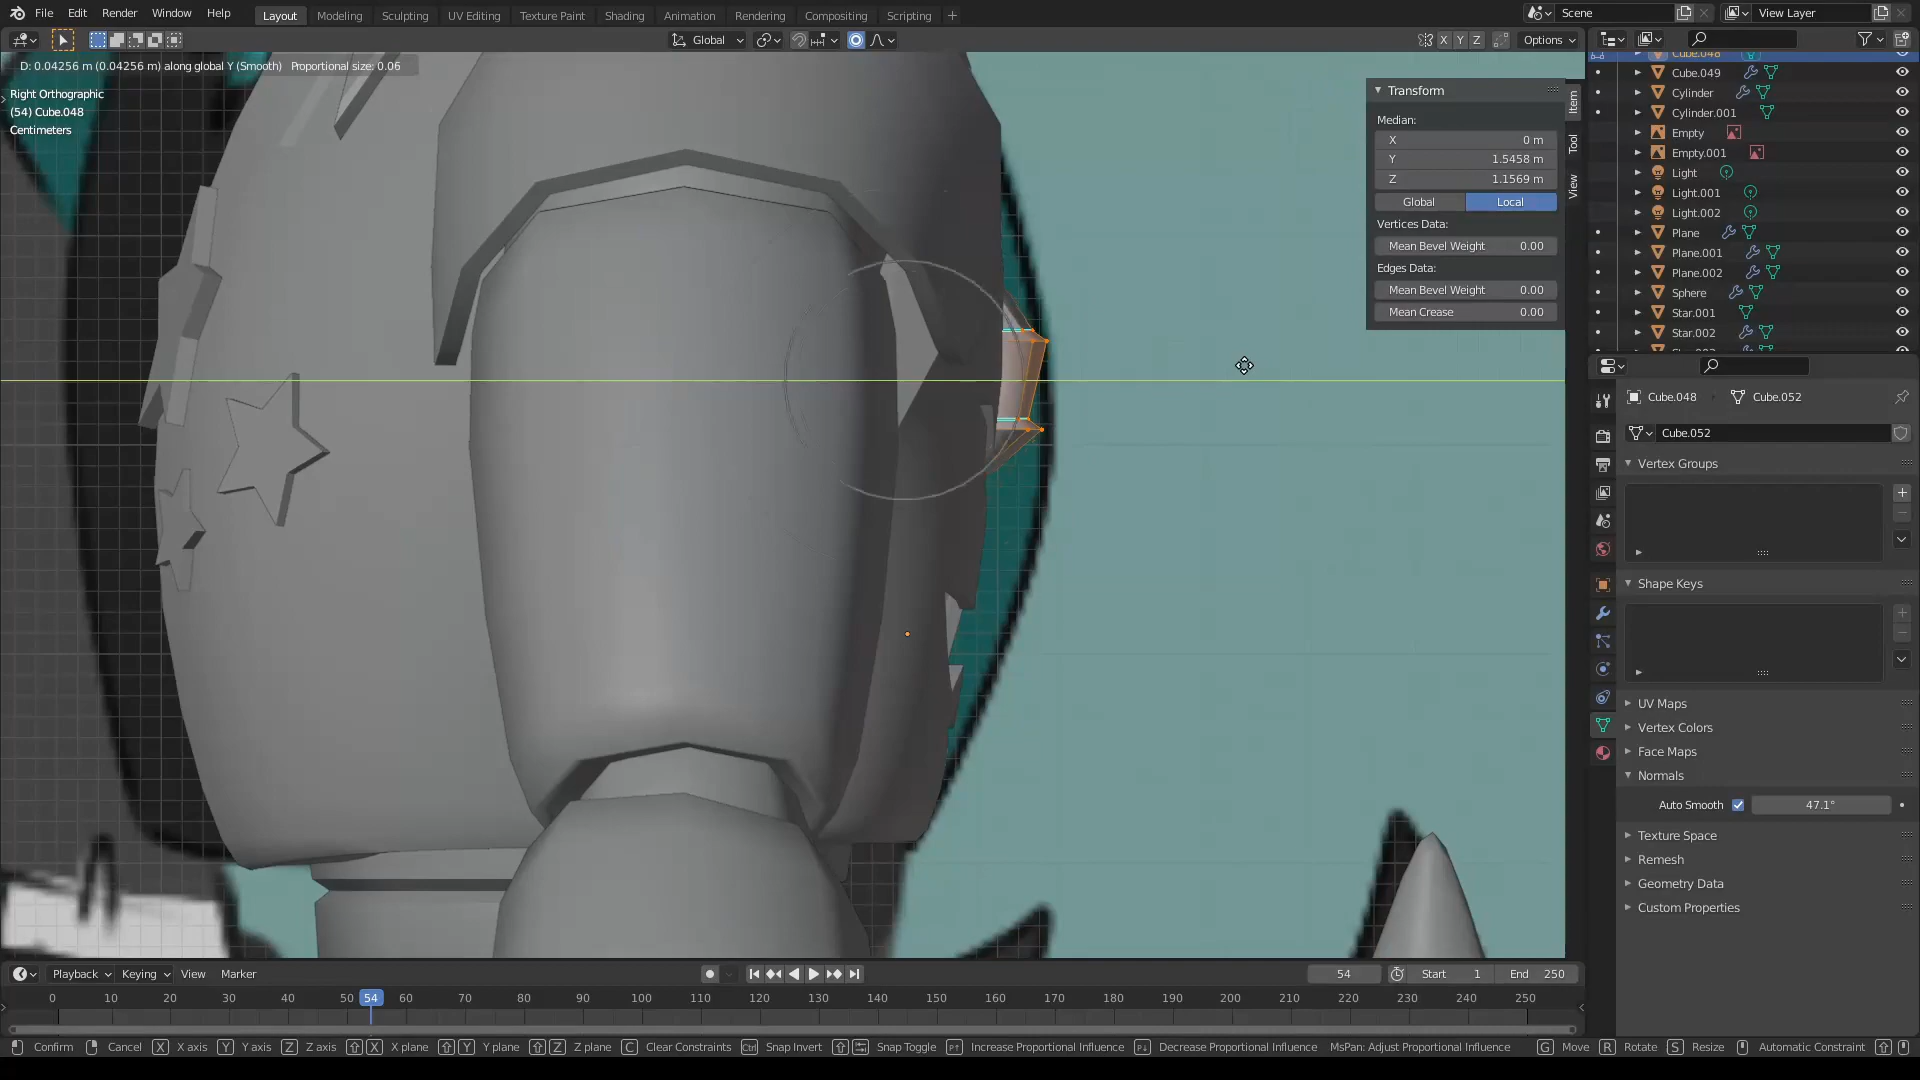 File Edit Render Window Help Layout Modeling Sculpting UV Editing Texture Paint Shading Animation Rendering Compositing Scripting + Scene View Layer
Global Options X Y Z
D: 0.04256 m (0.04256 m) along global Y (Smooth) Proportional size: 0.06
Right Orthographic
(54) Cube.048
Centimeters
Transform
Median:
X 0 m
Y 1.5458 m
Z 1.1569 m
Global Local
Vertices Data:
Mean Bevel Weight 0.00
Edges Data:
Mean Bevel Weight 0.00
Mean Crease 0.00
Item
Tool
View
Cube.048
Cube.049
Cylinder
Cylinder.001
Empty
Empty.001
Light
Light.001
Light.002
Plane
Plane.001
Plane.002
Sphere
Star.001
Star.002
Cube.048 Cube.052
Cube.052
Vertex Groups
Shape Keys
UV Maps
Vertex Colors
Face Maps
Normals
Auto Smooth 47.1°
Texture Space
Remesh
Geometry Data
Custom Properties
Playback Keying View Marker 54 Start 1 End 250
0 10 20 30 40 50 54 60 70 80 90 100 110 120 130 140 150 160 170 180 190 200 210 220 230 240 250
Confirm Cancel X X axis Y Y axis Z Z axis X X plane Y Y plane Z Z plane C Clear Constraints Ctrl Snap Invert Snap Toggle Increase Proportional Influence Decrease Proportional Influence MsPan: Adjust Proportional Influence G Move R Rotate S Resize Automatic Constraint